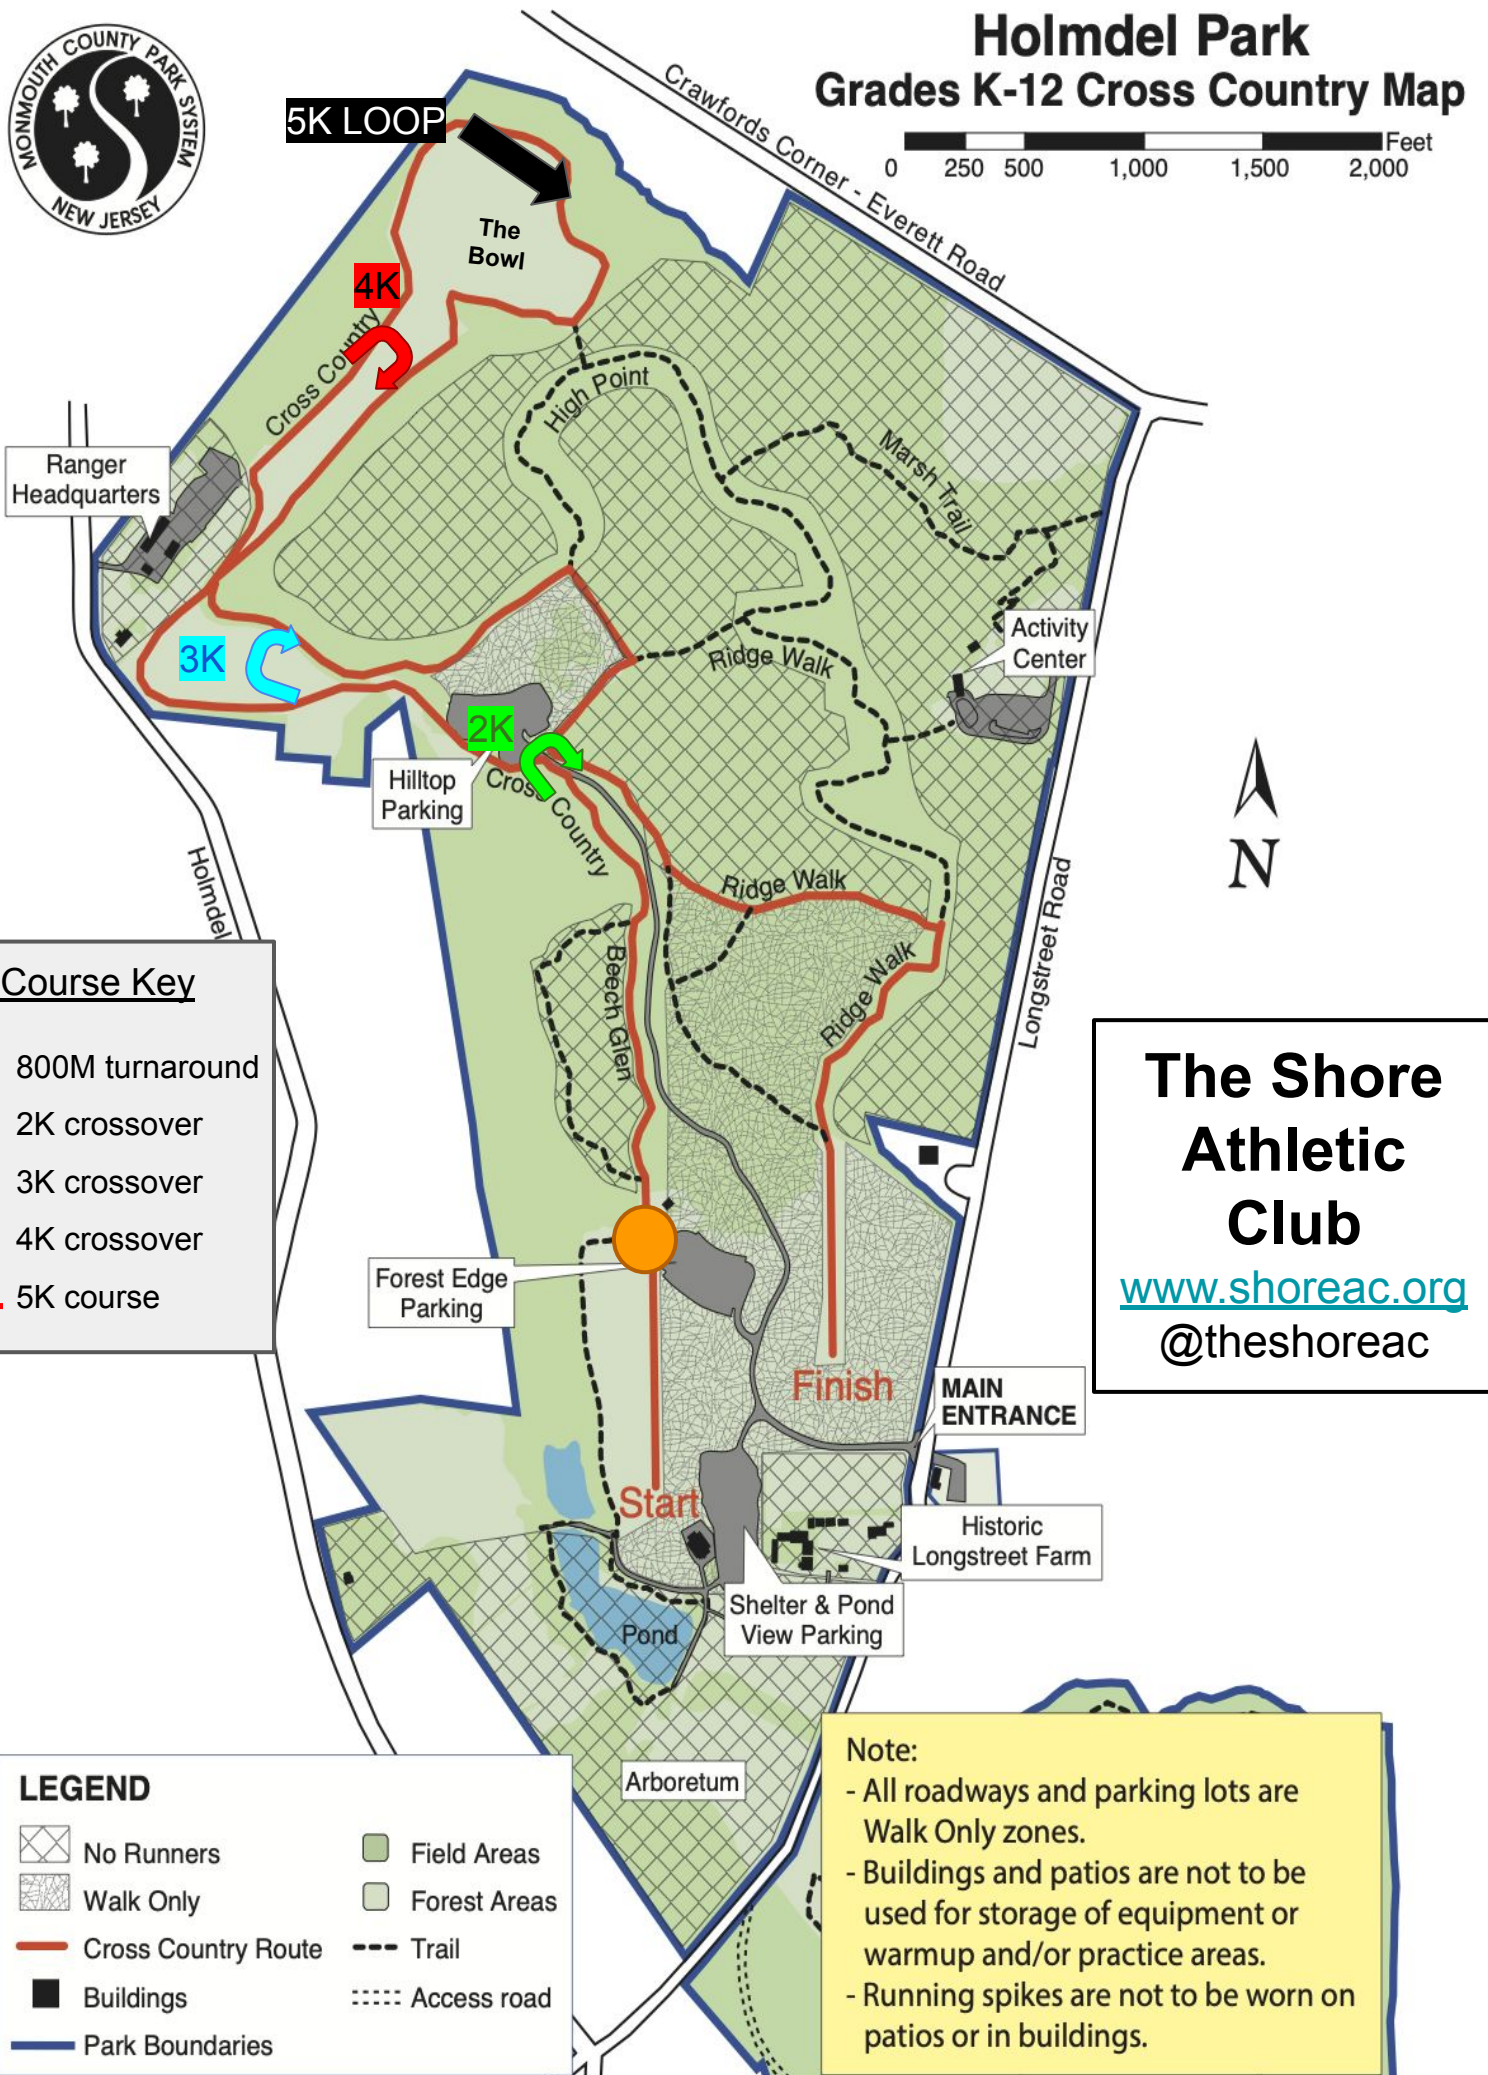 MONMOUTH COUNTY PARK SYSTEM
NEW JERSEY
Holmdel Park
Grades K-12 Cross Country Map
Feet
0 250 500 1,000 1,500 2,000
Crawfords Corner - Everett Road
5K LOOP
The
Bowl
4K
Cross Country
High Point
Ranger
Headquarters
Marsh Trail
Activity
Center
3K
Ridge Walk
2K
Hilltop
Parking
Cross Country
N
Holmdel
Ridge Walk
Longstreet Road
Beech Glen
Ridge Walk
Course Key
800M turnaround
2K crossover
3K crossover
4K crossover
5K course
The Shore
Athletic
Club
www.shoreac.org
@theshoreac
Forest Edge
Parking
Finish
MAIN
ENTRANCE
Start
Historic
Longstreet Farm
Shelter & Pond
View Parking
Pond
Arboretum
LEGEND
No Runners
Walk Only
Cross Country Route
Buildings
Park Boundaries
Field Areas
Forest Areas
Trail
Access road
Note:
- All roadways and parking lots are
Walk Only zones.
- Buildings and patios are not to be
used for storage of equipment or
warmup and/or practice areas.
- Running spikes are not to be worn on
patios or in buildings.